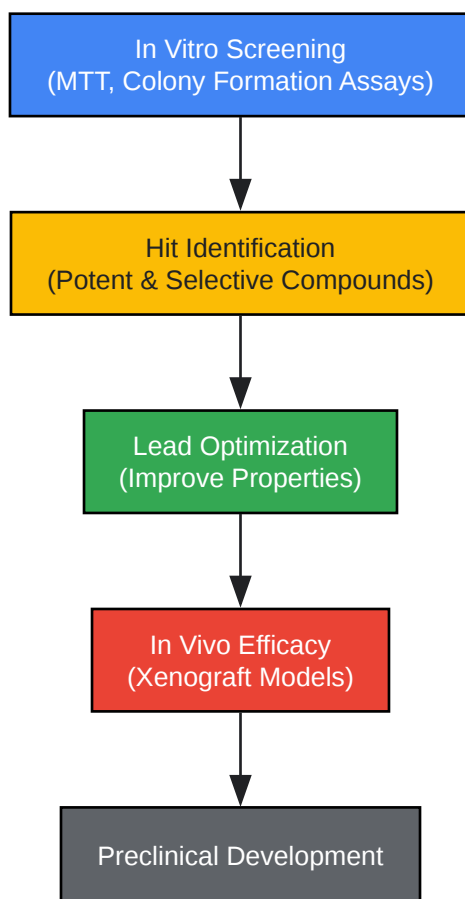 In Vitro Screening
(MTT, Colony Formation Assays)
Hit Identification
(Potent & Selective Compounds)
Lead Optimization
(Improve Properties)
In Vivo Efficacy
(Xenograft Models)
Preclinical Development